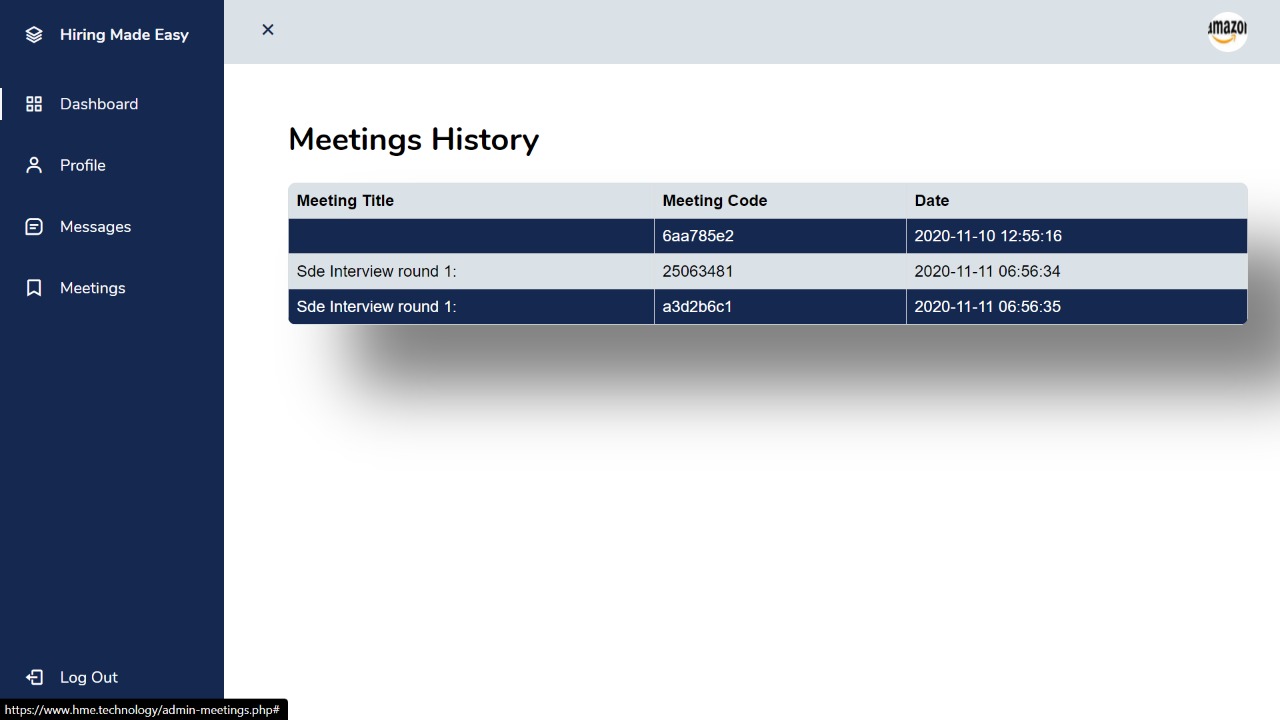 Hiring Made Easy
amazon
Dashboard
Profile
Messages
Meetings
Log Out
https://www.hme.technology/admin-meetings.php#
Meetings History
Meeting Title Meeting Code Date
6aa785e2 2020-11-10 12:55:16
Sde Interview round 1: 25063481 2020-11-11 06:56:34
Sde Interview round 1: a3d2b6c1 2020-11-11 06:56:35